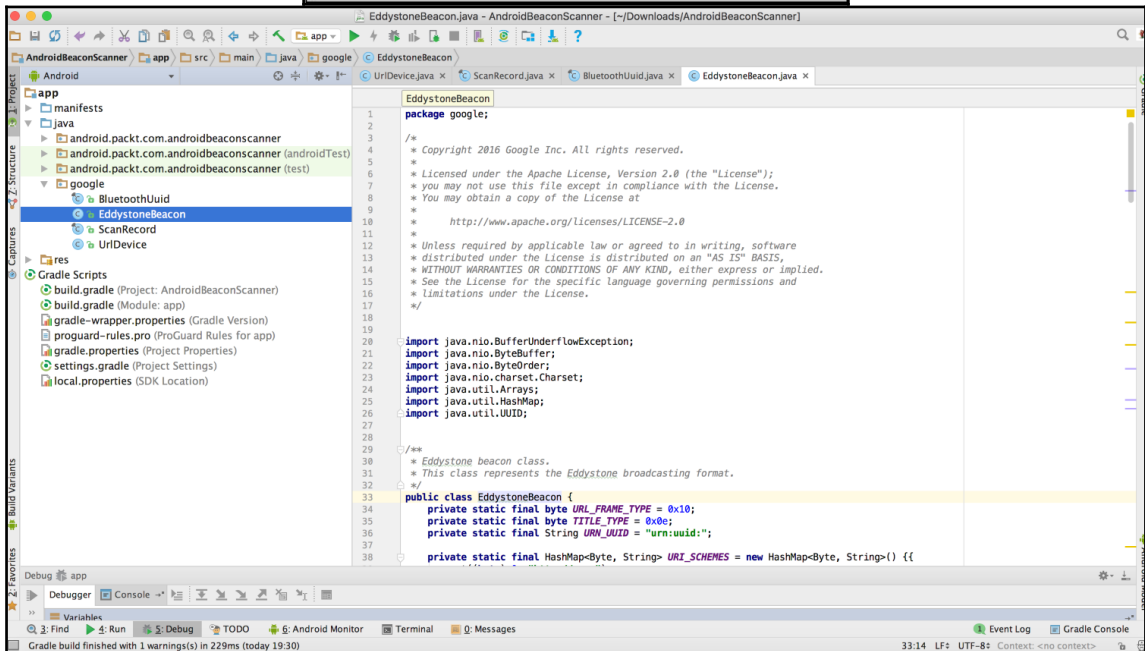 EddystoneBeacon.java - AndroidBeaconScanner - [~/Downloads/AndroidBeaconScanner]
app
?
AndroidBeaconScanner app src main java google EddystoneBeacon
Android
UrlDevice.java × ScanRecord.java × BluetoothUuid.java × EddystoneBeacon.java ×
1: Project
Z: Structure
Captures
Build Variants
2: Favorites
app
manifests
java
android.packt.com.androidbeaconscanner
android.packt.com.androidbeaconscanner (androidTest)
android.packt.com.androidbeaconscanner (test)
google
BluetoothUuid
EddystoneBeacon
ScanRecord
UrlDevice
res
Gradle Scripts
build.gradle (Project: AndroidBeaconScanner)
build.gradle (Module: app)
gradle-wrapper.properties (Gradle Version)
proguard-rules.pro (ProGuard Rules for app)
gradle.properties (Project Properties)
settings.gradle (Project Settings)
local.properties (SDK Location)
EddystoneBeacon
1 package google;
2
3 /*
4 * Copyright 2016 Google Inc. All rights reserved.
5 *
6 * Licensed under the Apache License, Version 2.0 (the "License");
7 * you may not use this file except in compliance with the License.
8 * You may obtain a copy of the License at
9 *
10 * http://www.apache.org/licenses/LICENSE-2.0
11 *
12 * Unless required by applicable law or agreed to in writing, software
13 * distributed under the License is distributed on an "AS IS" BASIS,
14 * WITHOUT WARRANTIES OR CONDITIONS OF ANY KIND, either express or implied.
15 * See the License for the specific language governing permissions and
16 * limitations under the License.
17 */
18
19
20 import java.nio.BufferUnderflowException;
21 import java.nio.ByteBuffer;
22 import java.nio.ByteOrder;
23 import java.nio.charset.Charset;
24 import java.util.Arrays;
25 import java.util.HashMap;
26 import java.util.UUID;
27
28
29 /**
30 * Eddystone beacon class.
31 * This class represents the Eddystone broadcasting format.
32 */
33 public class EddystoneBeacon {
34 private static final byte URL_FRAME_TYPE = 0x10;
35 private static final byte TITLE_TYPE = 0x0e;
36 private static final String URN_UUID = "urn:uuid:";
37
38 private static final HashMap<Byte, String> URI_SCHEMES = new HashMap<Byte, String>() {{
Debug app
Debugger Console
>> Variables
3: Find 4: Run 5: Debug TODO 6: Android Monitor Terminal 0: Messages 1 Event Log Gradle Console
Gradle build finished with 1 warnings(s) in 229ms (today 19:30) 33:14 LF UTF-8 Context: <no context>